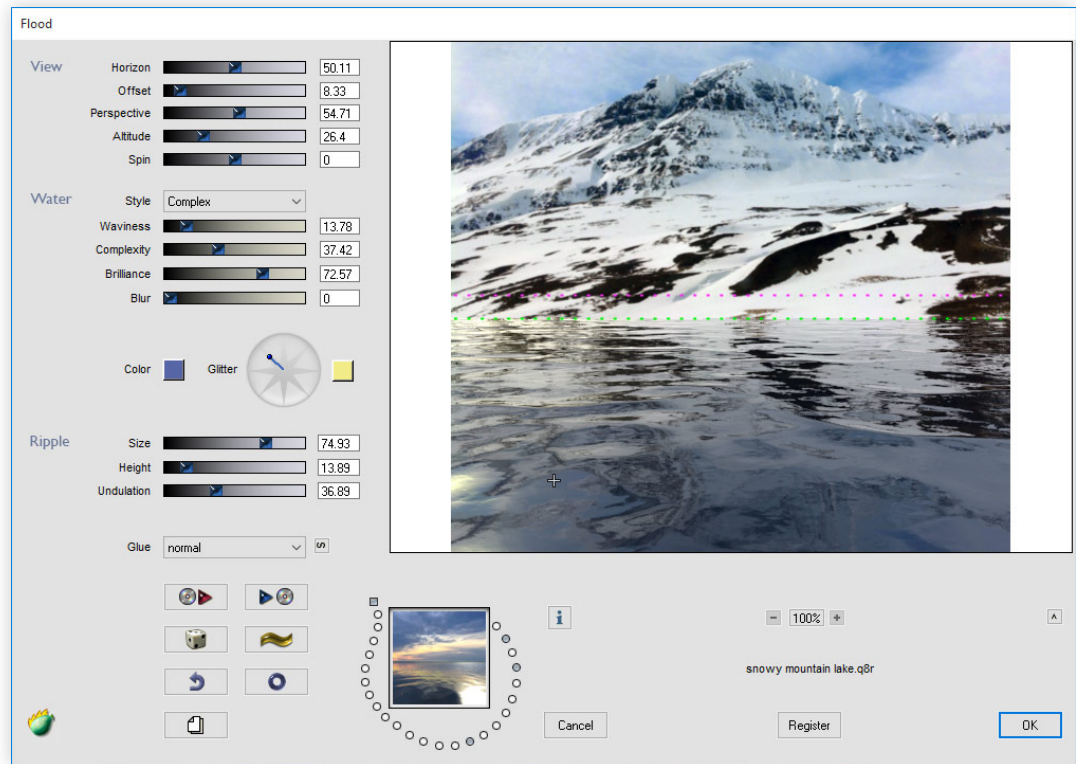 Flood
View
Horizon 50.11
Offset 8.33
Perspective 54.71
Altitude 26.4
Spin 0
Water
Style Complex
Waviness 13.78
Complexity 37.42
Brilliance 72.57
Blur 0
Color Glitter
Ripple
Size 74.93
Height 13.89
Undulation 36.89
Glue normal S
i
- 100% +
^
snowy mountain lake.q8r
Cancel Register OK